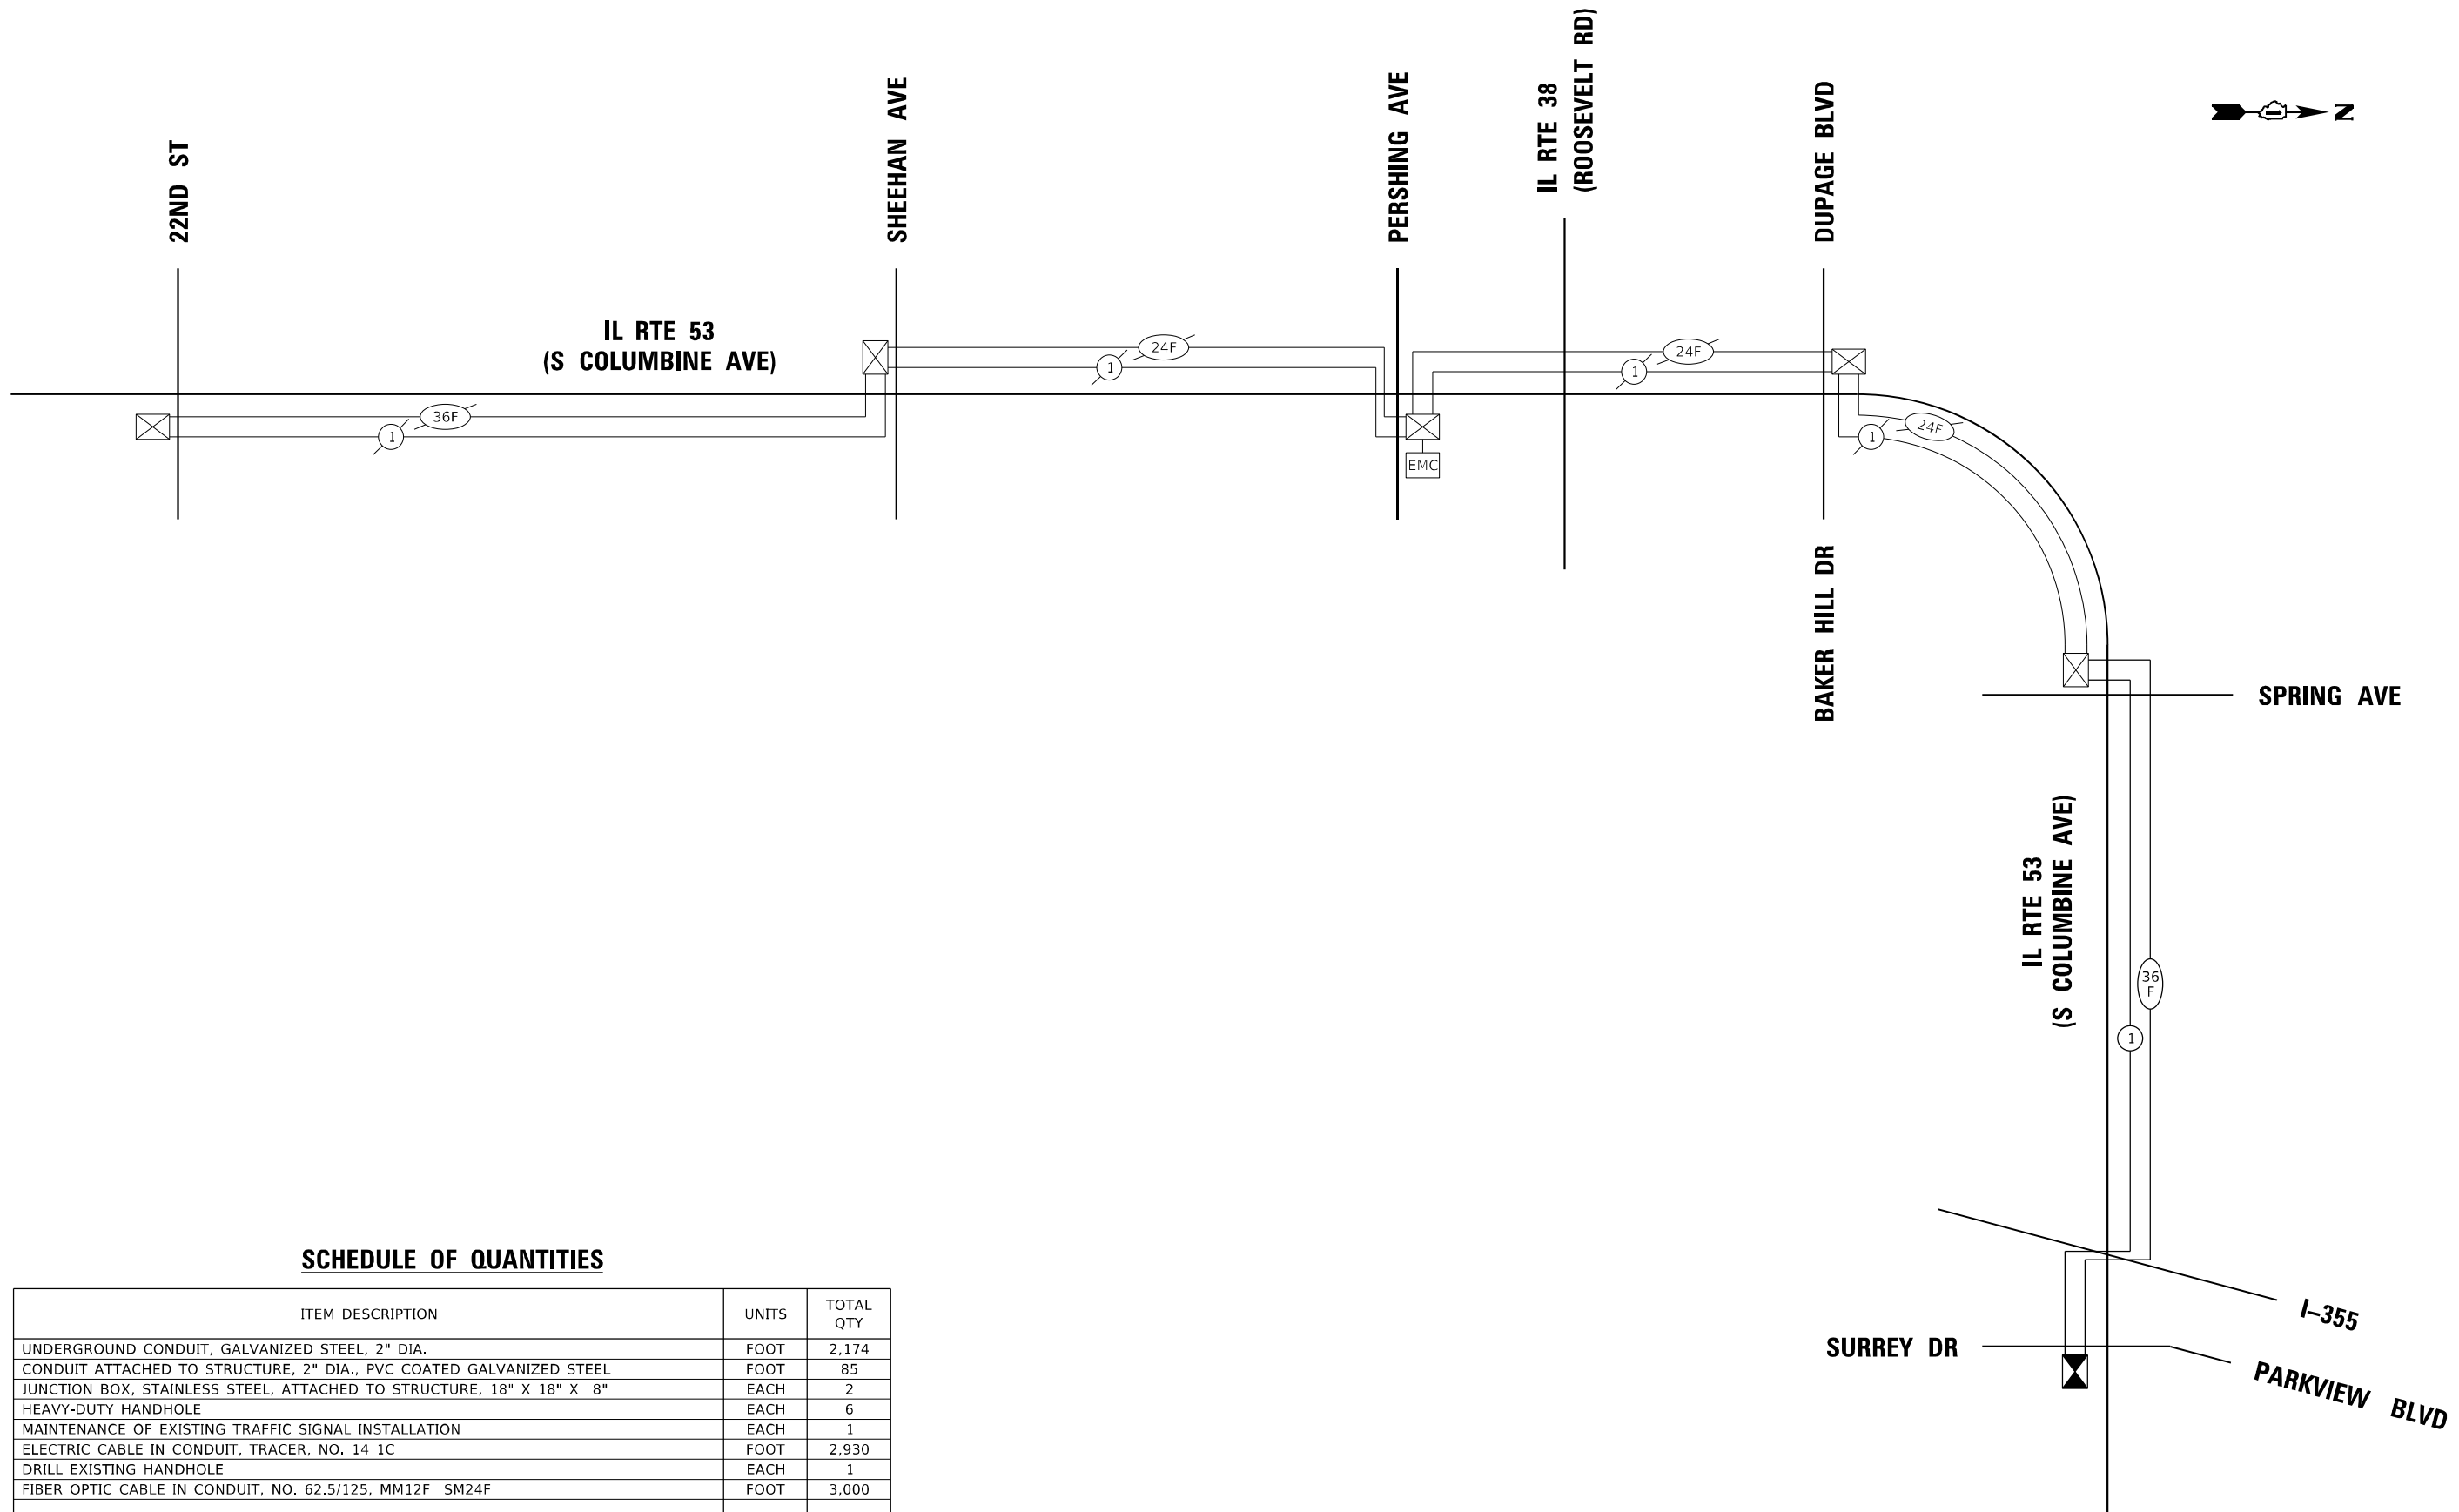 22ND ST
SHEEHAN AVE
PERSHING AVE
IL RTE 38
(ROOSEVELT RD)
DUPAGE BLVD
N
IL RTE 53
(S COLUMBINE AVE)
36F
1
24F
1
EMC
24F
1
24F
1
BAKER HILL DR
SPRING AVE
IL RTE 53
(S COLUMBINE AVE)
36
F
1
I-355
SURREY DR
PARKVIEW BLVD
SCHEDULE OF QUANTITIES
ITEM DESCRIPTION UNITS TOTAL
QTY
UNDERGROUND CONDUIT, GALVANIZED STEEL, 2" DIA. FOOT 2,174
CONDUIT ATTACHED TO STRUCTURE, 2" DIA., PVC COATED GALVANIZED STEEL FOOT 85
JUNCTION BOX, STAINLESS STEEL, ATTACHED TO STRUCTURE, 18" X 18" X 8" EACH 2
HEAVY-DUTY HANDHOLE EACH 6
MAINTENANCE OF EXISTING TRAFFIC SIGNAL INSTALLATION EACH 1
ELECTRIC CABLE IN CONDUIT, TRACER, NO. 14 1C FOOT 2,930
DRILL EXISTING HANDHOLE EACH 1
FIBER OPTIC CABLE IN CONDUIT, NO. 62.5/125, MM12F SM24F FOOT 3,000